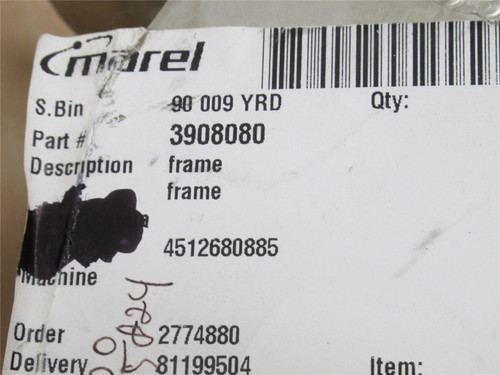 marel
S.Bin 90 009 YRD Qty:
Part # 3908080
Description frame
frame
4512680885
Machine
Order 2774880
Delivery 81199504 Item: